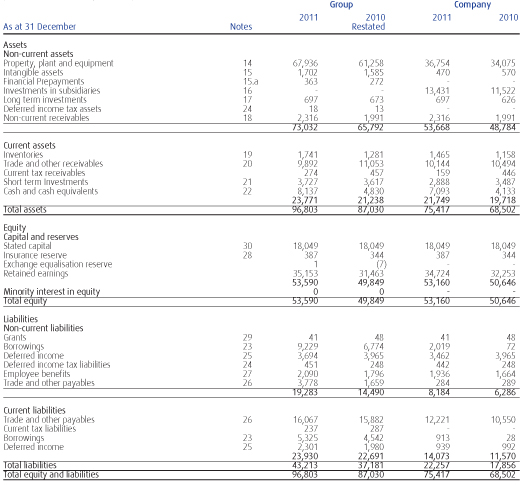 Group Company
2011 2010 2011 2010
As at 31 December Notes Restated
Assets
Non-current assets
Property, plant and equipment 14 67,936 61,258 36,754 34,075
Intangible assets 15 1,702 1,585 470 570
Financial Prepayments 15.a 363 272 - -
Investments in subsidiaries 16 - - 13,431 11,522
Long term investments 17 697 673 697 626
Deferred income tax assets 24 18 13 - -
Non-current receivables 18 2,316 1,991 2,316 1,991
73,032 65,792 53,668 48,784
Current assets
Inventories 19 1,741 1,281 1,465 1,158
Trade and other receivables 20 9,892 11,053 10,144 10,494
Current tax receivables 274 457 159 446
Short term Investments 21 3,727 3,617 2,888 3,487
Cash and cash equivalents 22 8,137 4,830 7,093 4,133
23,771 21,238 21,749 19,718
Total assets 96,803 87,030 75,417 68,502
Equity
Capital and reserves
Stated capital 30 18,049 18,049 18,049 18,049
Insurance reserve 28 387 344 387 344
Exchange equalisation reserve 1 (7) - -
Retained earnings 35,153 31,463 34,724 32,253
53,590 49,849 53,160 50,646
Minority interest in equity 0 0 - -
Total equity 53,590 49,849 53,160 50,646
Liabilities
Non-current liabilities
Grants 29 41 48 41 48
Borrowings 23 9,229 6,774 2,019 72
Deferred income 25 3,694 3,965 3,462 3,965
Deferred income tax liabilities 24 451 248 442 248
Employee benefits 27 2,090 1,796 1,936 1,664
Trade and other payables 26 3,778 1,659 284 289
19,283 14,490 8,184 6,286
Current liabilities
Trade and other payables 26 16,067 15,882 12,221 10,550
Current tax liabilities 237 287 - -
Borrowings 23 5,325 4,542 913 28
Deferred income 25 2,301 1,980 939 992
23,930 22,691 14,073 11,570
Total liabilities 43,213 37,181 22,257 17,856
Total equity and liabilities 96,803 87,030 75,417 68,502